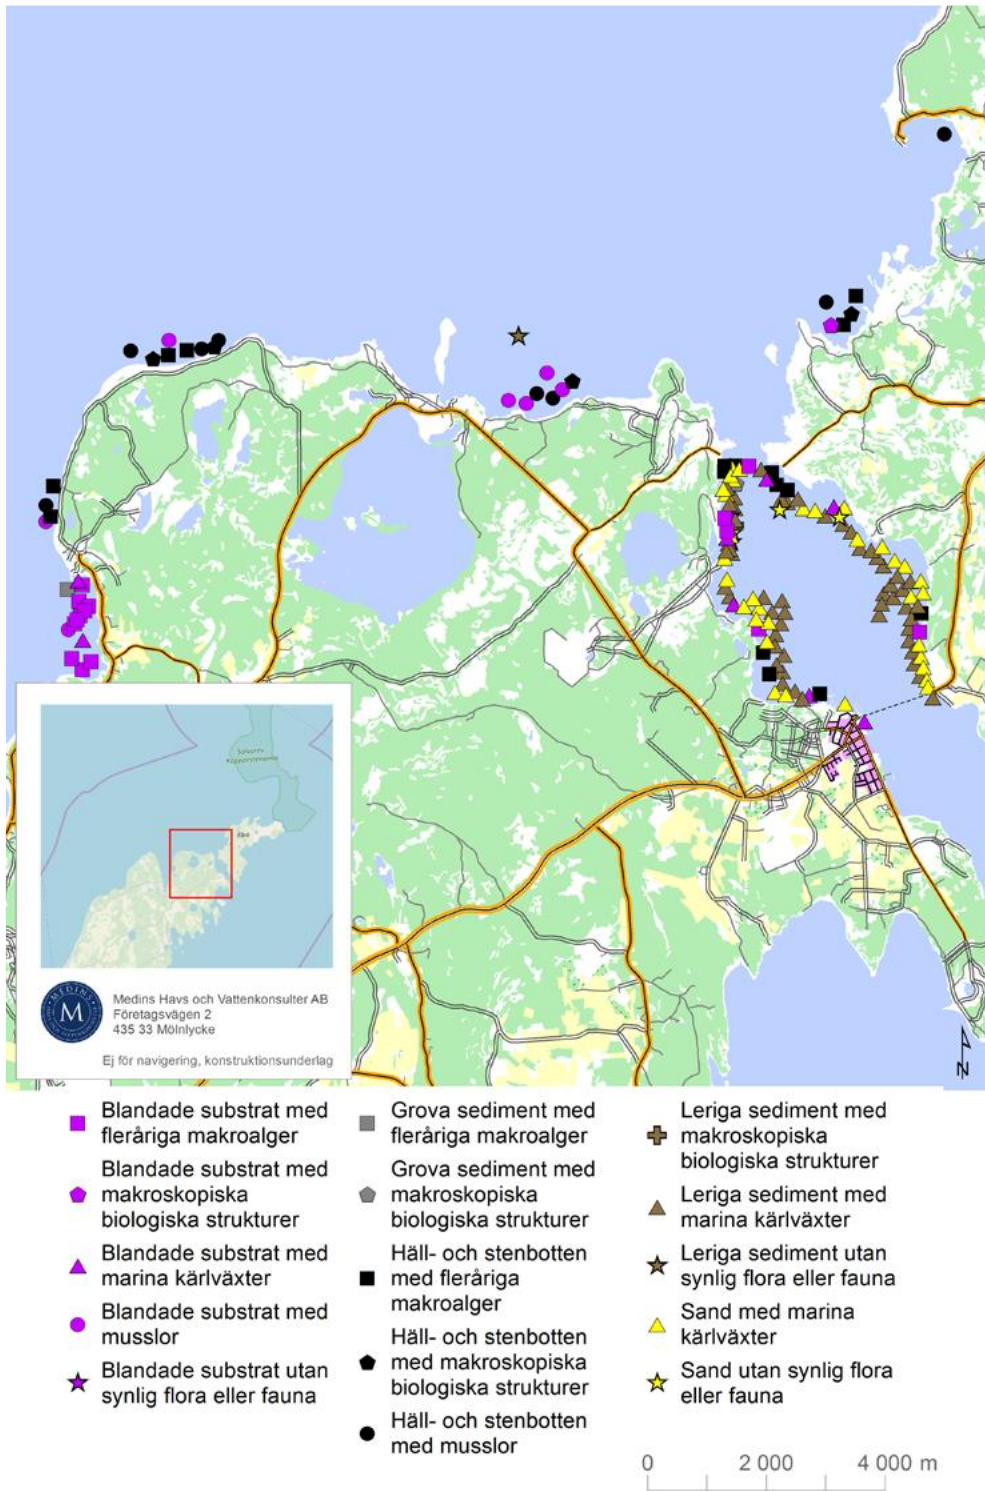 Salvorev
Kopparstenarna
Fårö
MEDINS
M
Medins Havs och Vattenkonsulter AB
Företagsvägen 2
435 33 Mölnlycke
Ej för navigering, konstruktionsunderlag
N
Blandade substrat med
fleråriga makroalger
Blandade substrat med
makroskopiska
biologiska strukturer
Blandade substrat med
marina kärlväxter
Blandade substrat med
musslor
Blandade substrat utan
synlig flora eller fauna
Grova sediment med
fleråriga makroalger
Grova sediment med
makroskopiska
biologiska strukturer
Häll- och stenbotten
med fleråriga
makroalger
Häll- och stenbotten
med makroskopiska
biologiska strukturer
Häll- och stenbotten
med musslor
Leriga sediment med
makroskopiska
biologiska strukturer
Leriga sediment med
marina kärlväxter
Leriga sediment utan
synlig flora eller fauna
Sand med marina
kärlväxter
Sand utan synlig flora
eller fauna
0 2 000 4 000 m